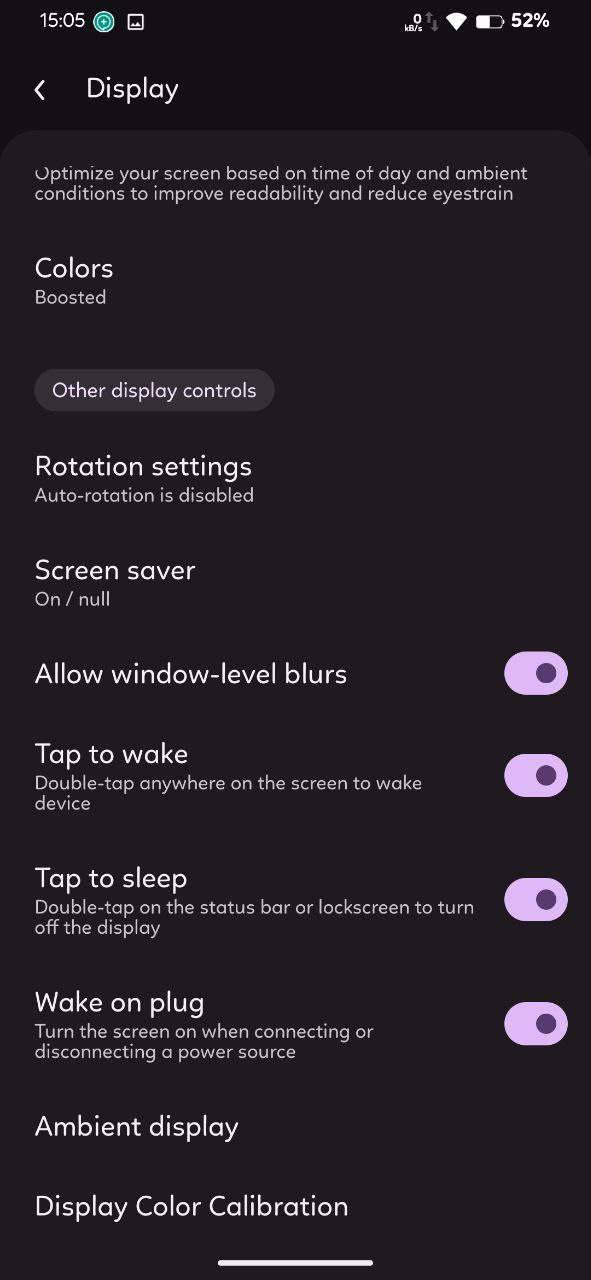 15:05
0
kB/s
52%
Display
Optimize your screen based on time of day and ambient
conditions to improve readability and reduce eyestrain
Colors
Boosted
Other display controls
Rotation settings
Auto-rotation is disabled
Screen saver
On / null
Allow window-level blurs
Tap to wake
Double-tap anywhere on the screen to wake
device
Tap to sleep
Double-tap on the status bar or lockscreen to turn
off the display
Wake on plug
Turn the screen on when connecting or
disconnecting a power source
Ambient display
Display Color Calibration